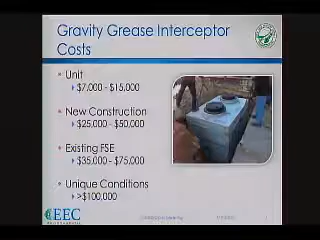 Gravity Grease Interceptor
Costs
Unit
$7,000 - $15,000
New Construction
$25,000 - $50,000
Existing FSE
$35,000 - $75,000
Unique Conditions
>$100,000
EEC